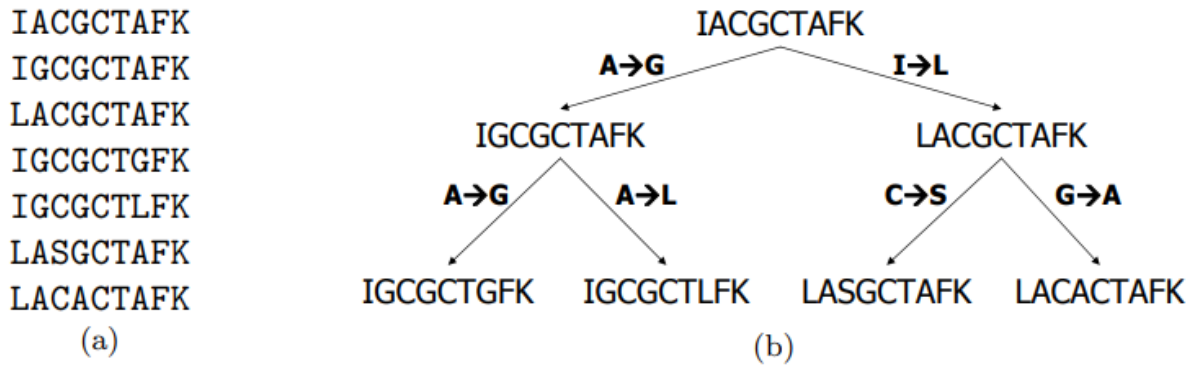 IACGCTAFK
IGCGCTAFK
LACGCTAFK
IGCGCTGFK
IGCGCTLFK
LASGCTAFK
LACACTAFK
(a)
IACGCTAFK
A→G I→L
IGCGCTAFK LACGCTAFK
A→G A→L C→S G→A
IGCGCTGFK IGCGCTLFK LASGCTAFK LACACTAFK
(b)